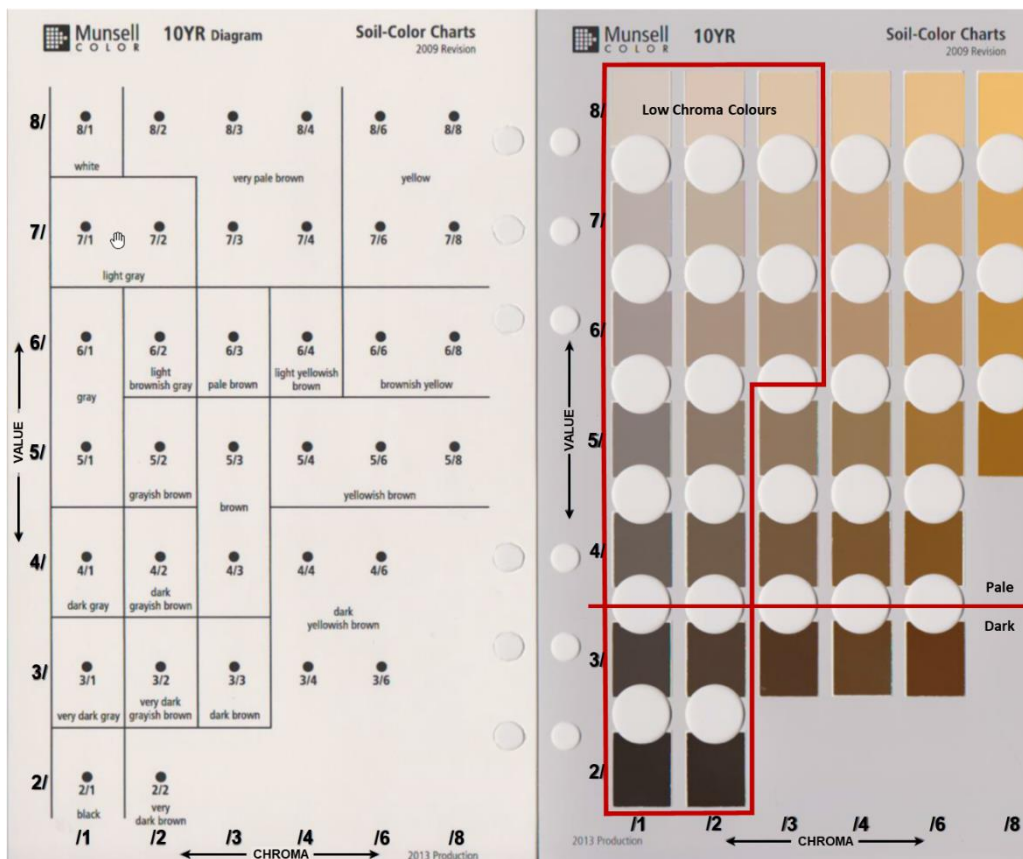 Munsell
COLOR
10YR Diagram
Soil-Color Charts
2009 Revision
8/
8/1
8/2
8/3
8/4
8/6
8/8
white
very pale brown
yellow
7/
7/1
7/2
7/3
7/4
7/6
7/8
light gray
6/
6/1
6/2
6/3
6/4
6/6
6/8
gray
light
brownish gray
pale brown
light yellowish
brown
brownish yellow
VALUE
5/
5/1
5/2
5/3
5/4
5/6
5/8
grayish brown
brown
yellowish brown
4/
4/1
4/2
4/3
4/4
4/6
dark gray
dark
grayish brown
dark
yellowish brown
3/
3/1
3/2
3/3
3/4
3/6
very dark gray
very dark
grayish brown
dark brown
2/
2/1
2/2
black
very
dark brown
/1 /2 /3 /4 /6 /8
CHROMA
2013 Production
Munsell
COLOR
10YR
Soil-Color Charts
2009 Revision
8/
Low Chroma Colours
7/
6/
VALUE
5/
4/
Pale
Dark
3/
2/
/1 /2 /3 /4 /6 /8
CHROMA
2013 Production